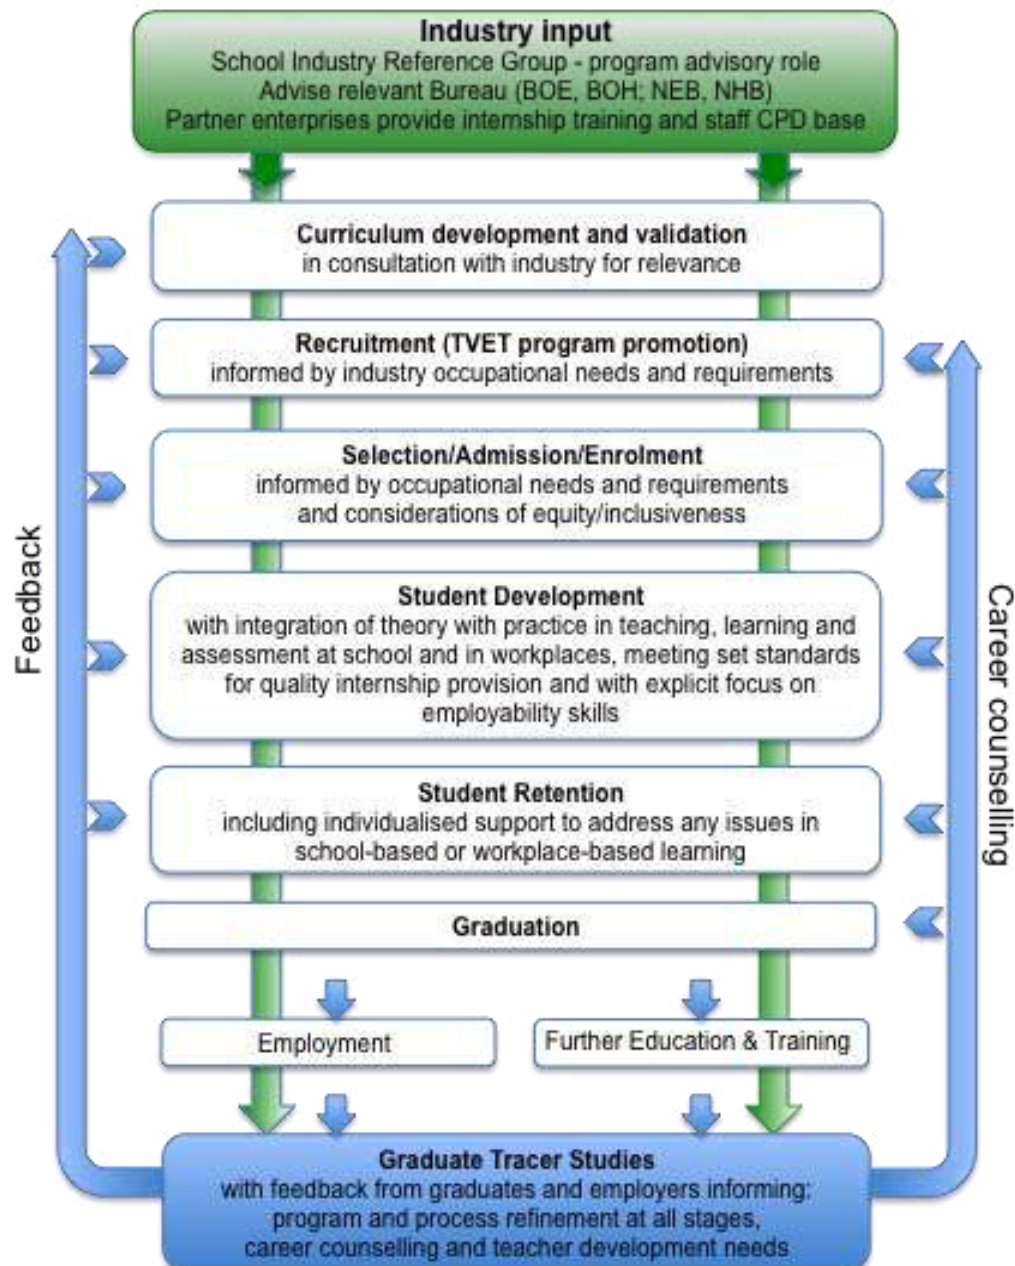 Industry input
School Industry Reference Group - program advisory role
Advise relevant Bureau (BOE, BOH; NEB, NHB)
Partner enterprises provide internship training and staff CPD base
Curriculum development and validation
in consultation with industry for relevance
Recruitment (TVET program promotion)
informed by industry occupational needs and requirements
Selection/Admission/Enrolment
informed by occupational needs and requirements
and considerations of equity/inclusiveness
Student Development
with integration of theory with practice in teaching, learning and
assessment at school and in workplaces, meeting set standards
for quality internship provision and with explicit focus on
employability skills
Student Retention
including individualised support to address any issues in
school-based or workplace-based learning
Graduation
Employment
Further Education & Training
Graduate Tracer Studies
with feedback from graduates and employers informing;
program and process refinement at all stages,
career counselling and teacher development needs
Feedback
Career counselling